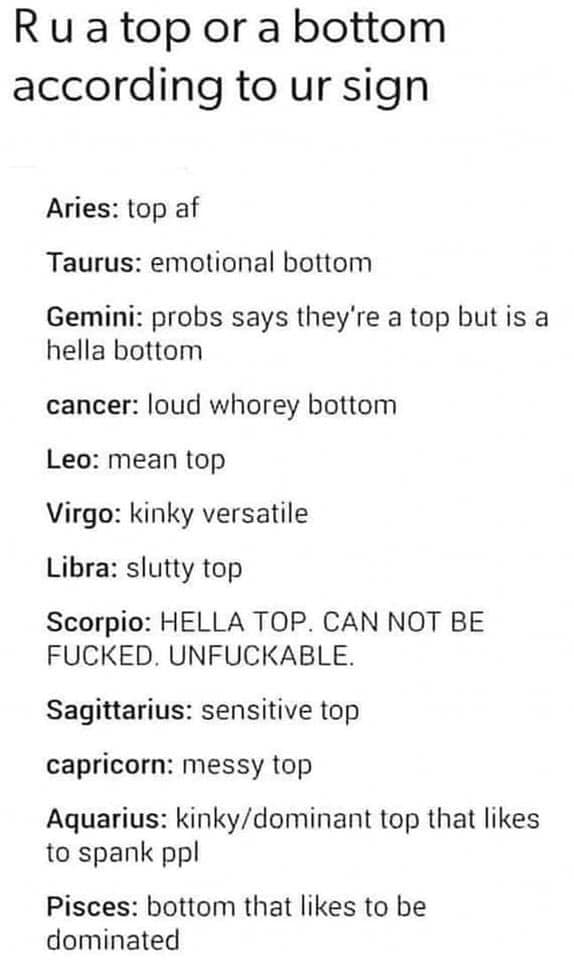 R u a top or a bottom
according to ur sign
Aries: top af
Taurus: emotional bottom
Gemini: probs says they're a top but is a
hella bottom
cancer: loud whorey bottom
Leo: mean top
Virgo: kinky versatile
Libra: slutty top
Scorpio: HELLA TOP. CAN NOT BE
FUCKED. UNFUCKABLE.
Sagittarius: sensitive top
capricorn: messy top
Aquarius: kinky/dominant top that likes
to spank ppl
Pisces: bottom that likes to be
dominated